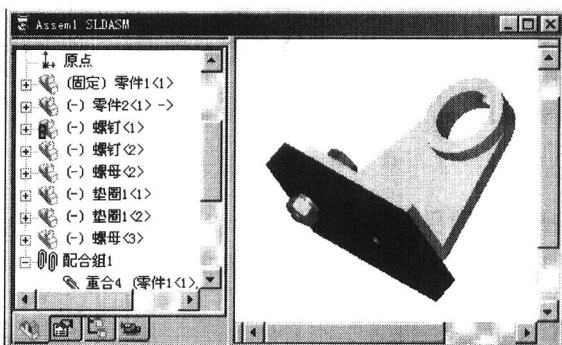 Assem1 SLDASM
原点
(固定) 零件1<1>
(-) 零件2<1> ->
(-) 螺钉<1>
(-) 螺钉<2>
(-) 螺母<2>
(-) 垫圈1<1>
(-) 垫圈1<2>
(-) 螺母<3>
配合组1
重合4 (零件1<1>,